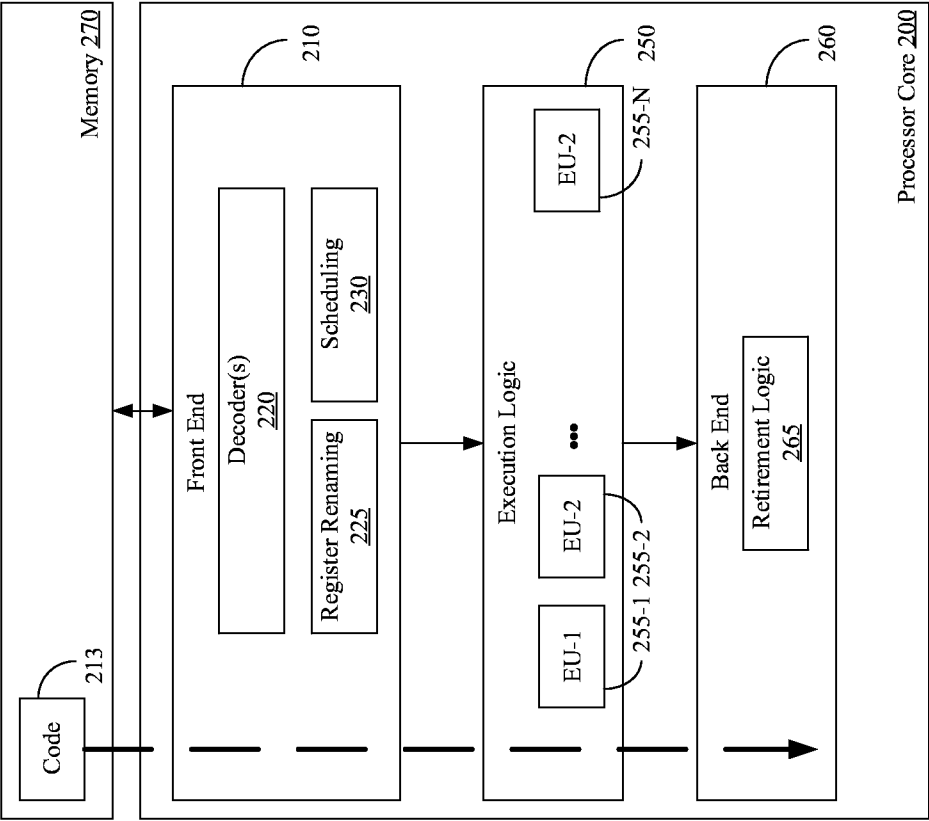 Memory 270
Code
213
Processor Core 200
210
Front End
Decoder(s)
220
Register Renaming
225
Scheduling
230
250
Execution Logic
EU-1
EU-2
•••
EU-2
255-1
255-2
255-N
260
Back End
Retirement Logic
265